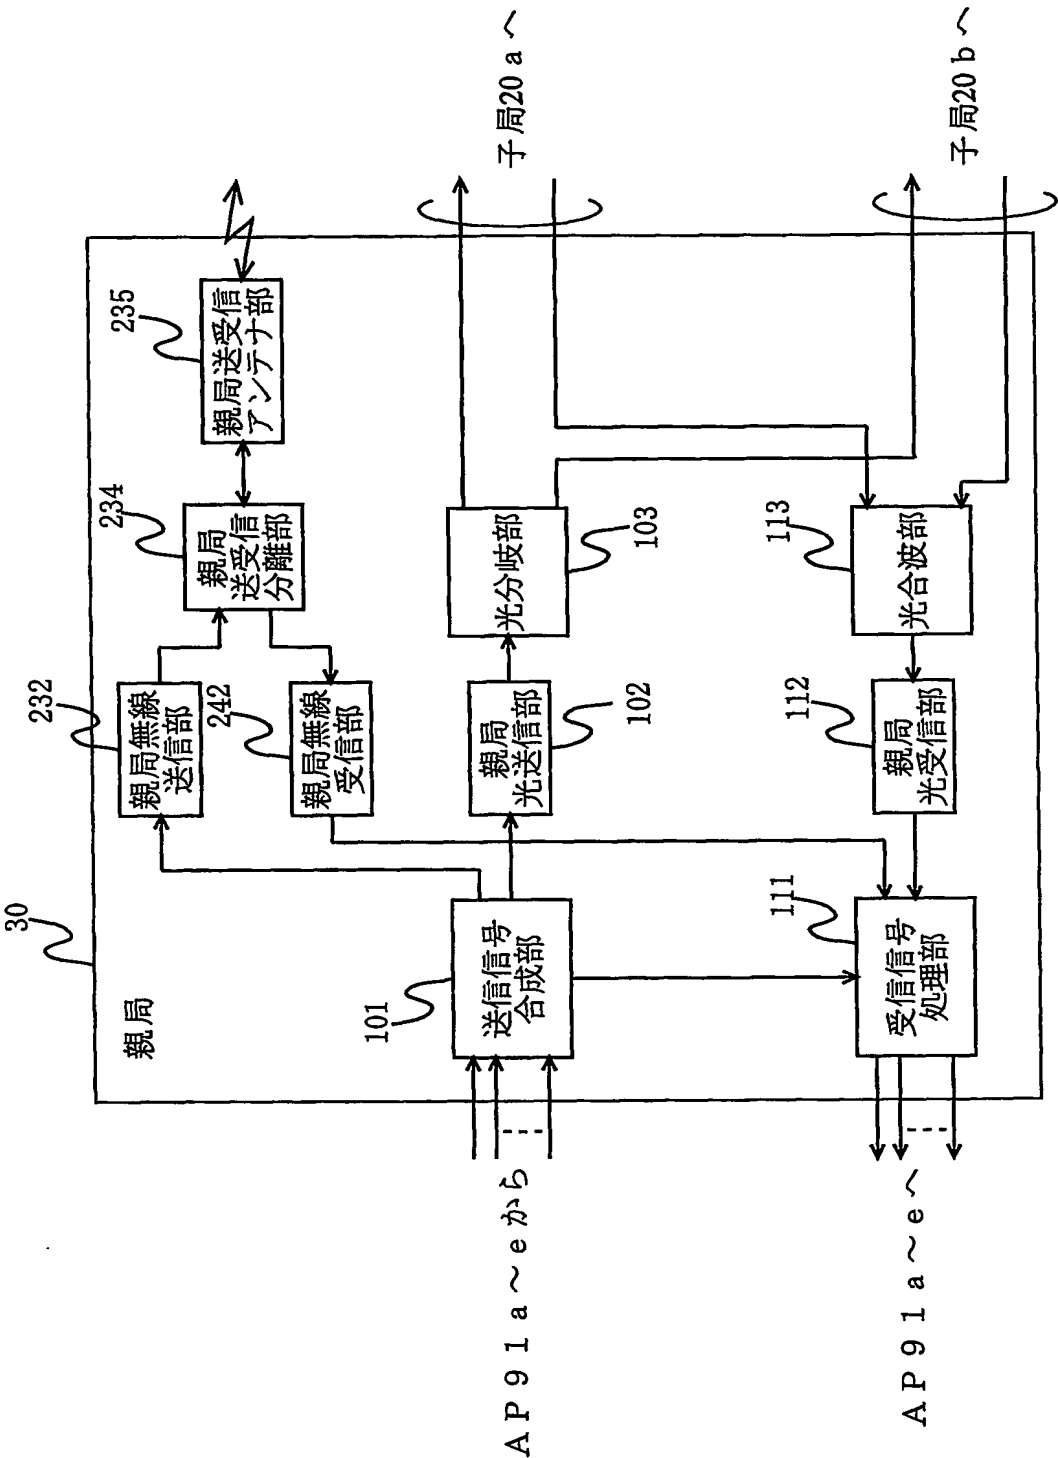 30
親局
232
親局無線
送信部
242
親局無線
受信部
234
親局
送受信
分離部
235
親局送受信
アンテナ部
AP91a～eから
101
送信信号
合成部
102
親局
光送信部
103
光分岐部
子局20aへ
AP91a～eへ
111
受信信号
処理部
112
親局
光受信部
113
光合波部
子局20bへ